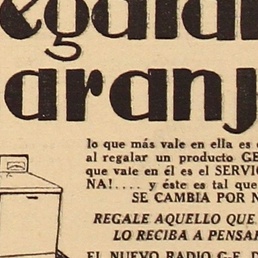 egalan
aranj
lo que más vale en ella es
al regalar un producto GE
que vale en él es el SERVIC
NA!.... y éste es tal que
SE CAMBIA POR N
REGALE AQUELLO QUE
LO RECIBA A PENSAR
EL NUEVO RADIO G-E, D